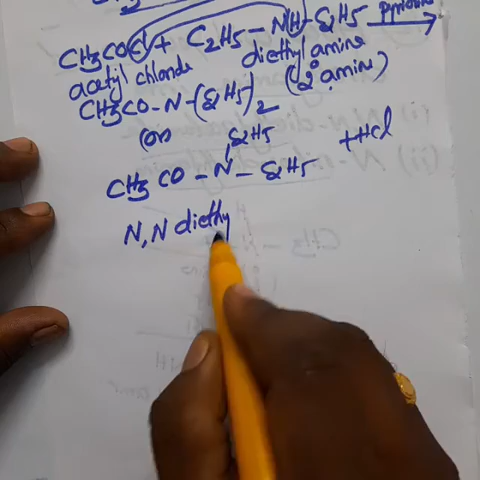 CH3COCl + C2H5 - N(H - C2H5 pyridine
acetyl chloride diethyl amine
(2° amine)
CH3CO - N - (C2H5)2
(or)
C2H5 + HCl
CH3 CO - N - C2H5
N,N diethy